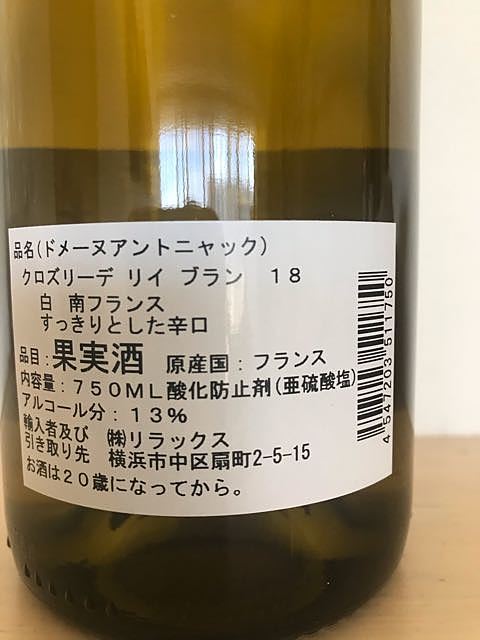 品名(ドメーヌアントニャック)
クロズリーデ リイ ブラン 18
白 南フランス
すっきりとした辛口
品目:果実酒 原産国:フランス
内容量:750ML酸化防止剤(亜硫酸塩)
アルコール分:13%
輸入者及び ㈱リラックス
引き取り先 横浜市中区扇町2-5-15
お酒は20歳になってから。
4 547203 511750